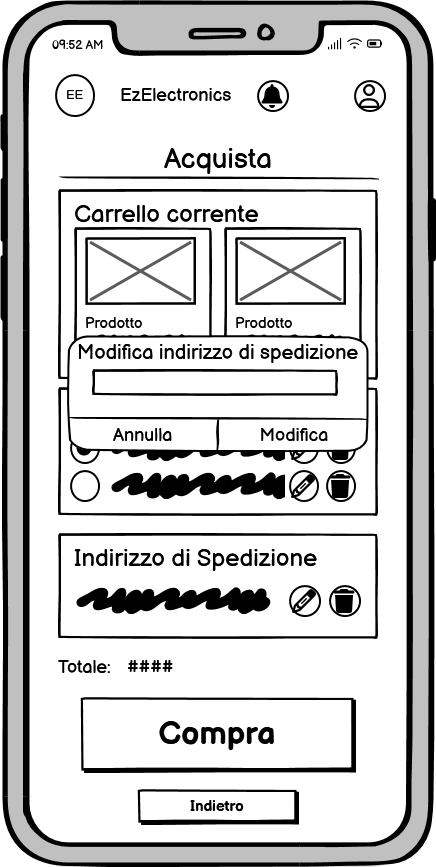 09:52 AM
EE
EzElectronics
Acquista
Carrello corrente
Prodotto
Prodotto
Modifica indirizzo di spedizione
Annulla
Modifica
Indirizzo di Spedizione
Totale: ####
Compra
Indietro